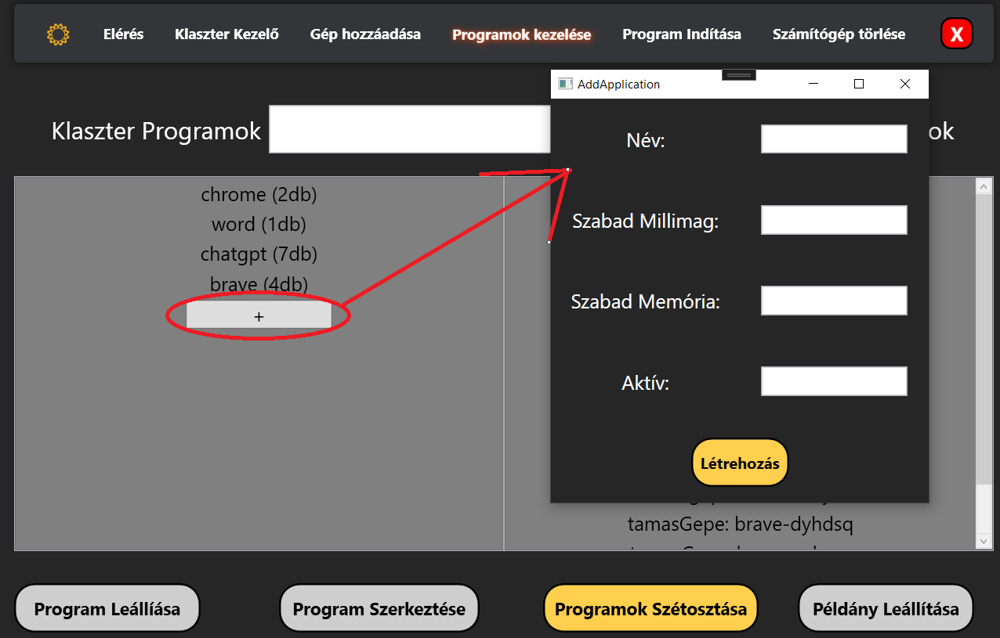 Elérés Klaszter Kezelő Gép hozzáadása Programok kezelése Program Indítása Számítógép törlése X
AddApplication
Klaszter Programok
ok
Név:
chrome (2db)
word (1db)
chatgpt (7db)
brave (4db)
+
Szabad Millimag:
Szabad Memória:
Aktív:
Létrehozás
tamasGepe: brave-dyhdsq
Program Leállíása Program Szerkeztése Programok Szétosztása Példány Leállítása